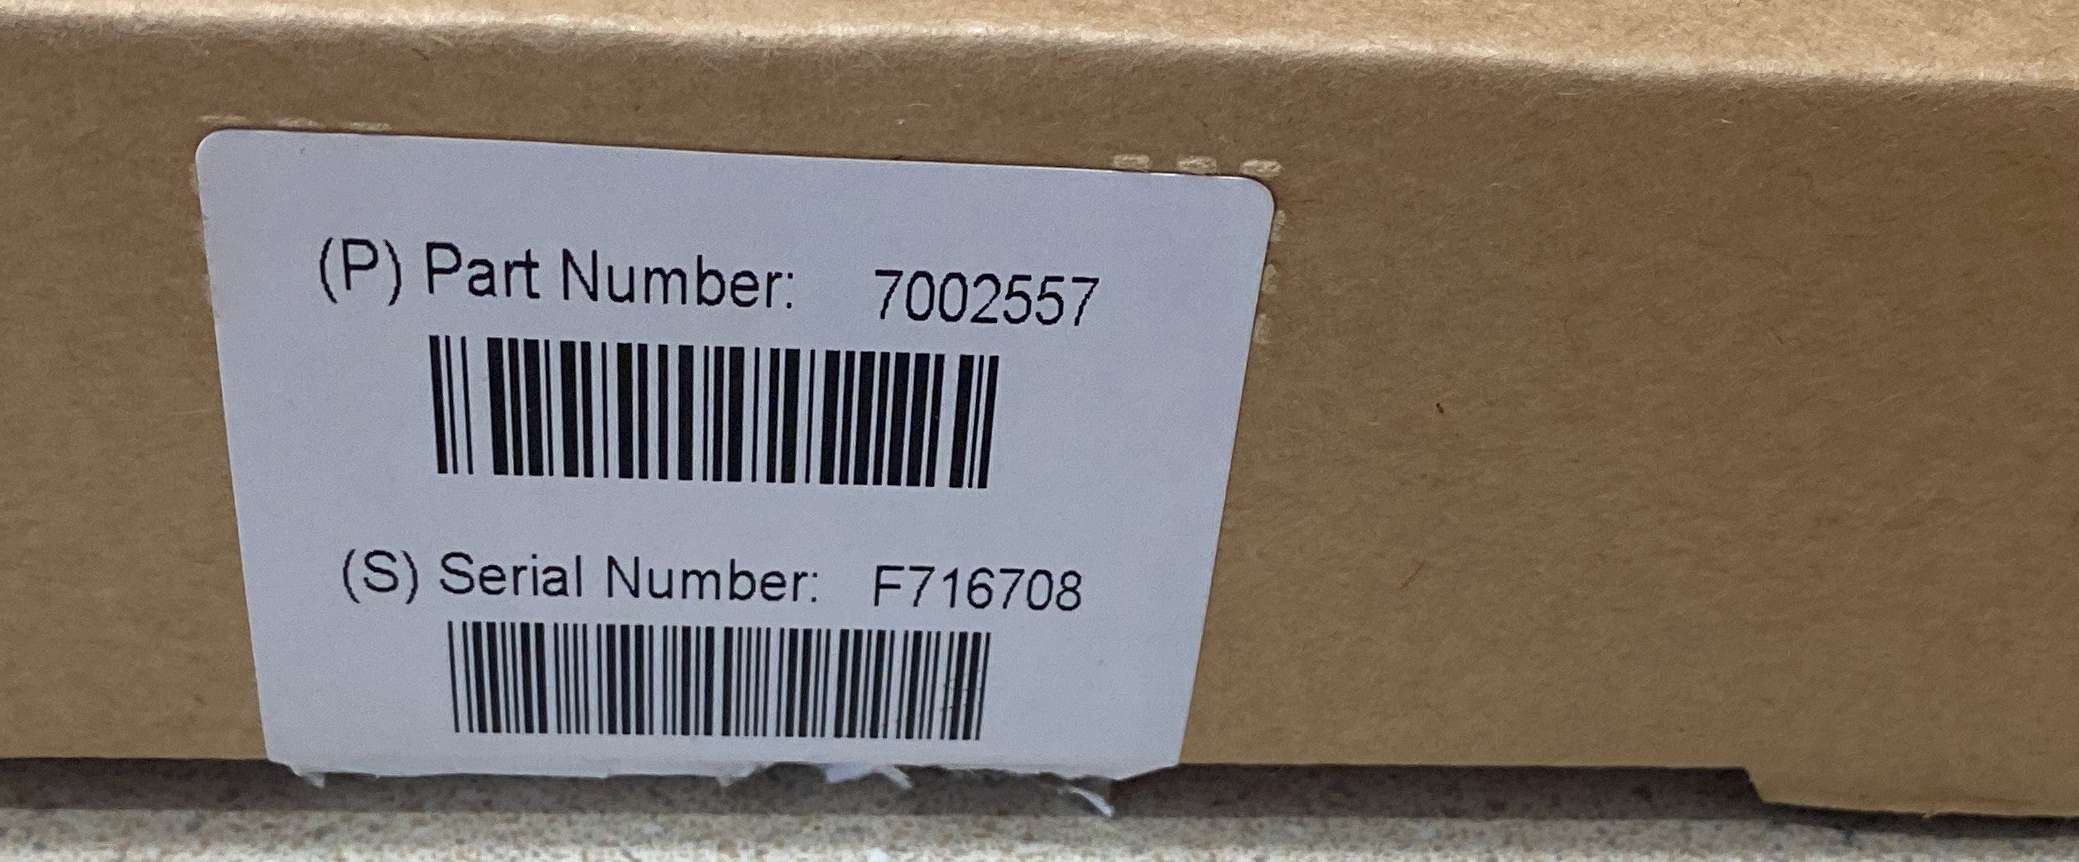 (P) Part Number: 7002557
(S) Serial Number: F716708